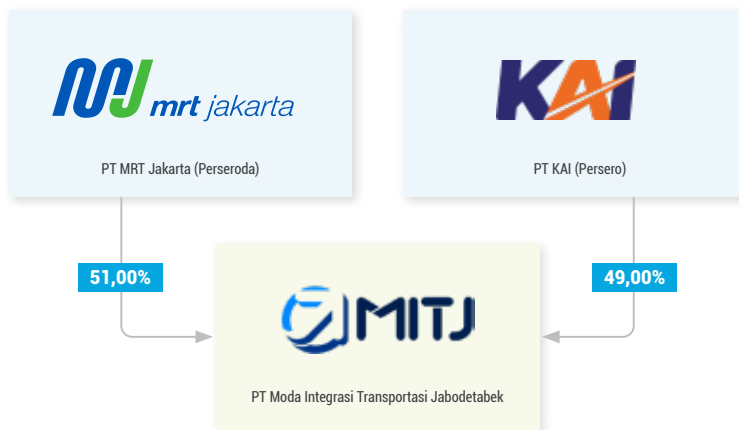 mrt jakarta
KAI
PT MRT Jakarta (Perseroda)
PT KAI (Persero)
51,00%
49,00%
MITJ
PT Moda Integrasi Transportasi Jabodetabek